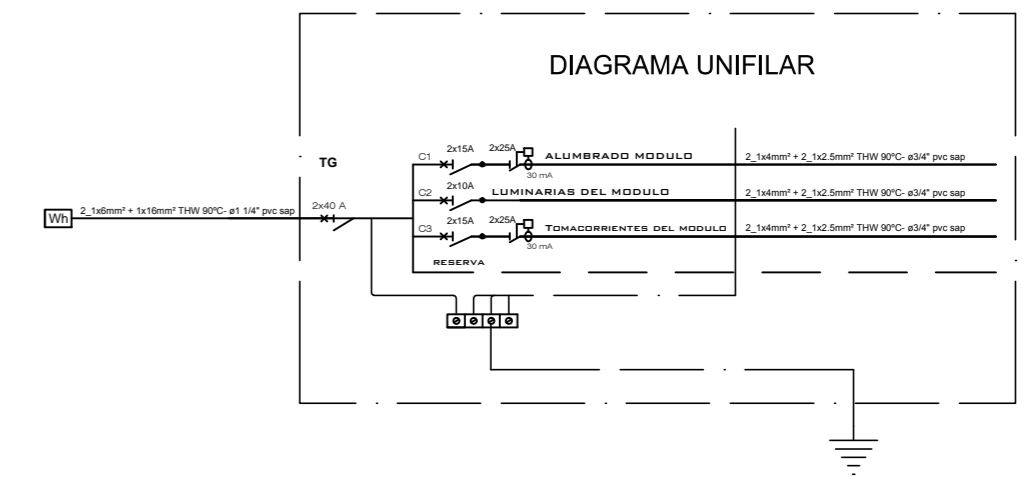 DIAGRAMA UNIFILAR
TG
Wh
2_1x6mm² + 1x16mm² THW 90ºC- ø1 1/4" pvc sap
2x40 A
C1
2x15A
2x25A
30 mA
ALUMBRADO MODULO
2_1x4mm² + 2_1x2.5mm² THW 90ºC- ø3/4" pvc sap
C2
2x10A
LUMINARIAS DEL MODULO
2_1x4mm² + 2_1x2.5mm² THW 90ºC- ø3/4" pvc sap
C3
2x15A
2x25A
30 mA
TOMACORRIENTES DEL MODULO
2_1x4mm² + 2_1x2.5mm² THW 90ºC- ø3/4" pvc sap
RESERVA